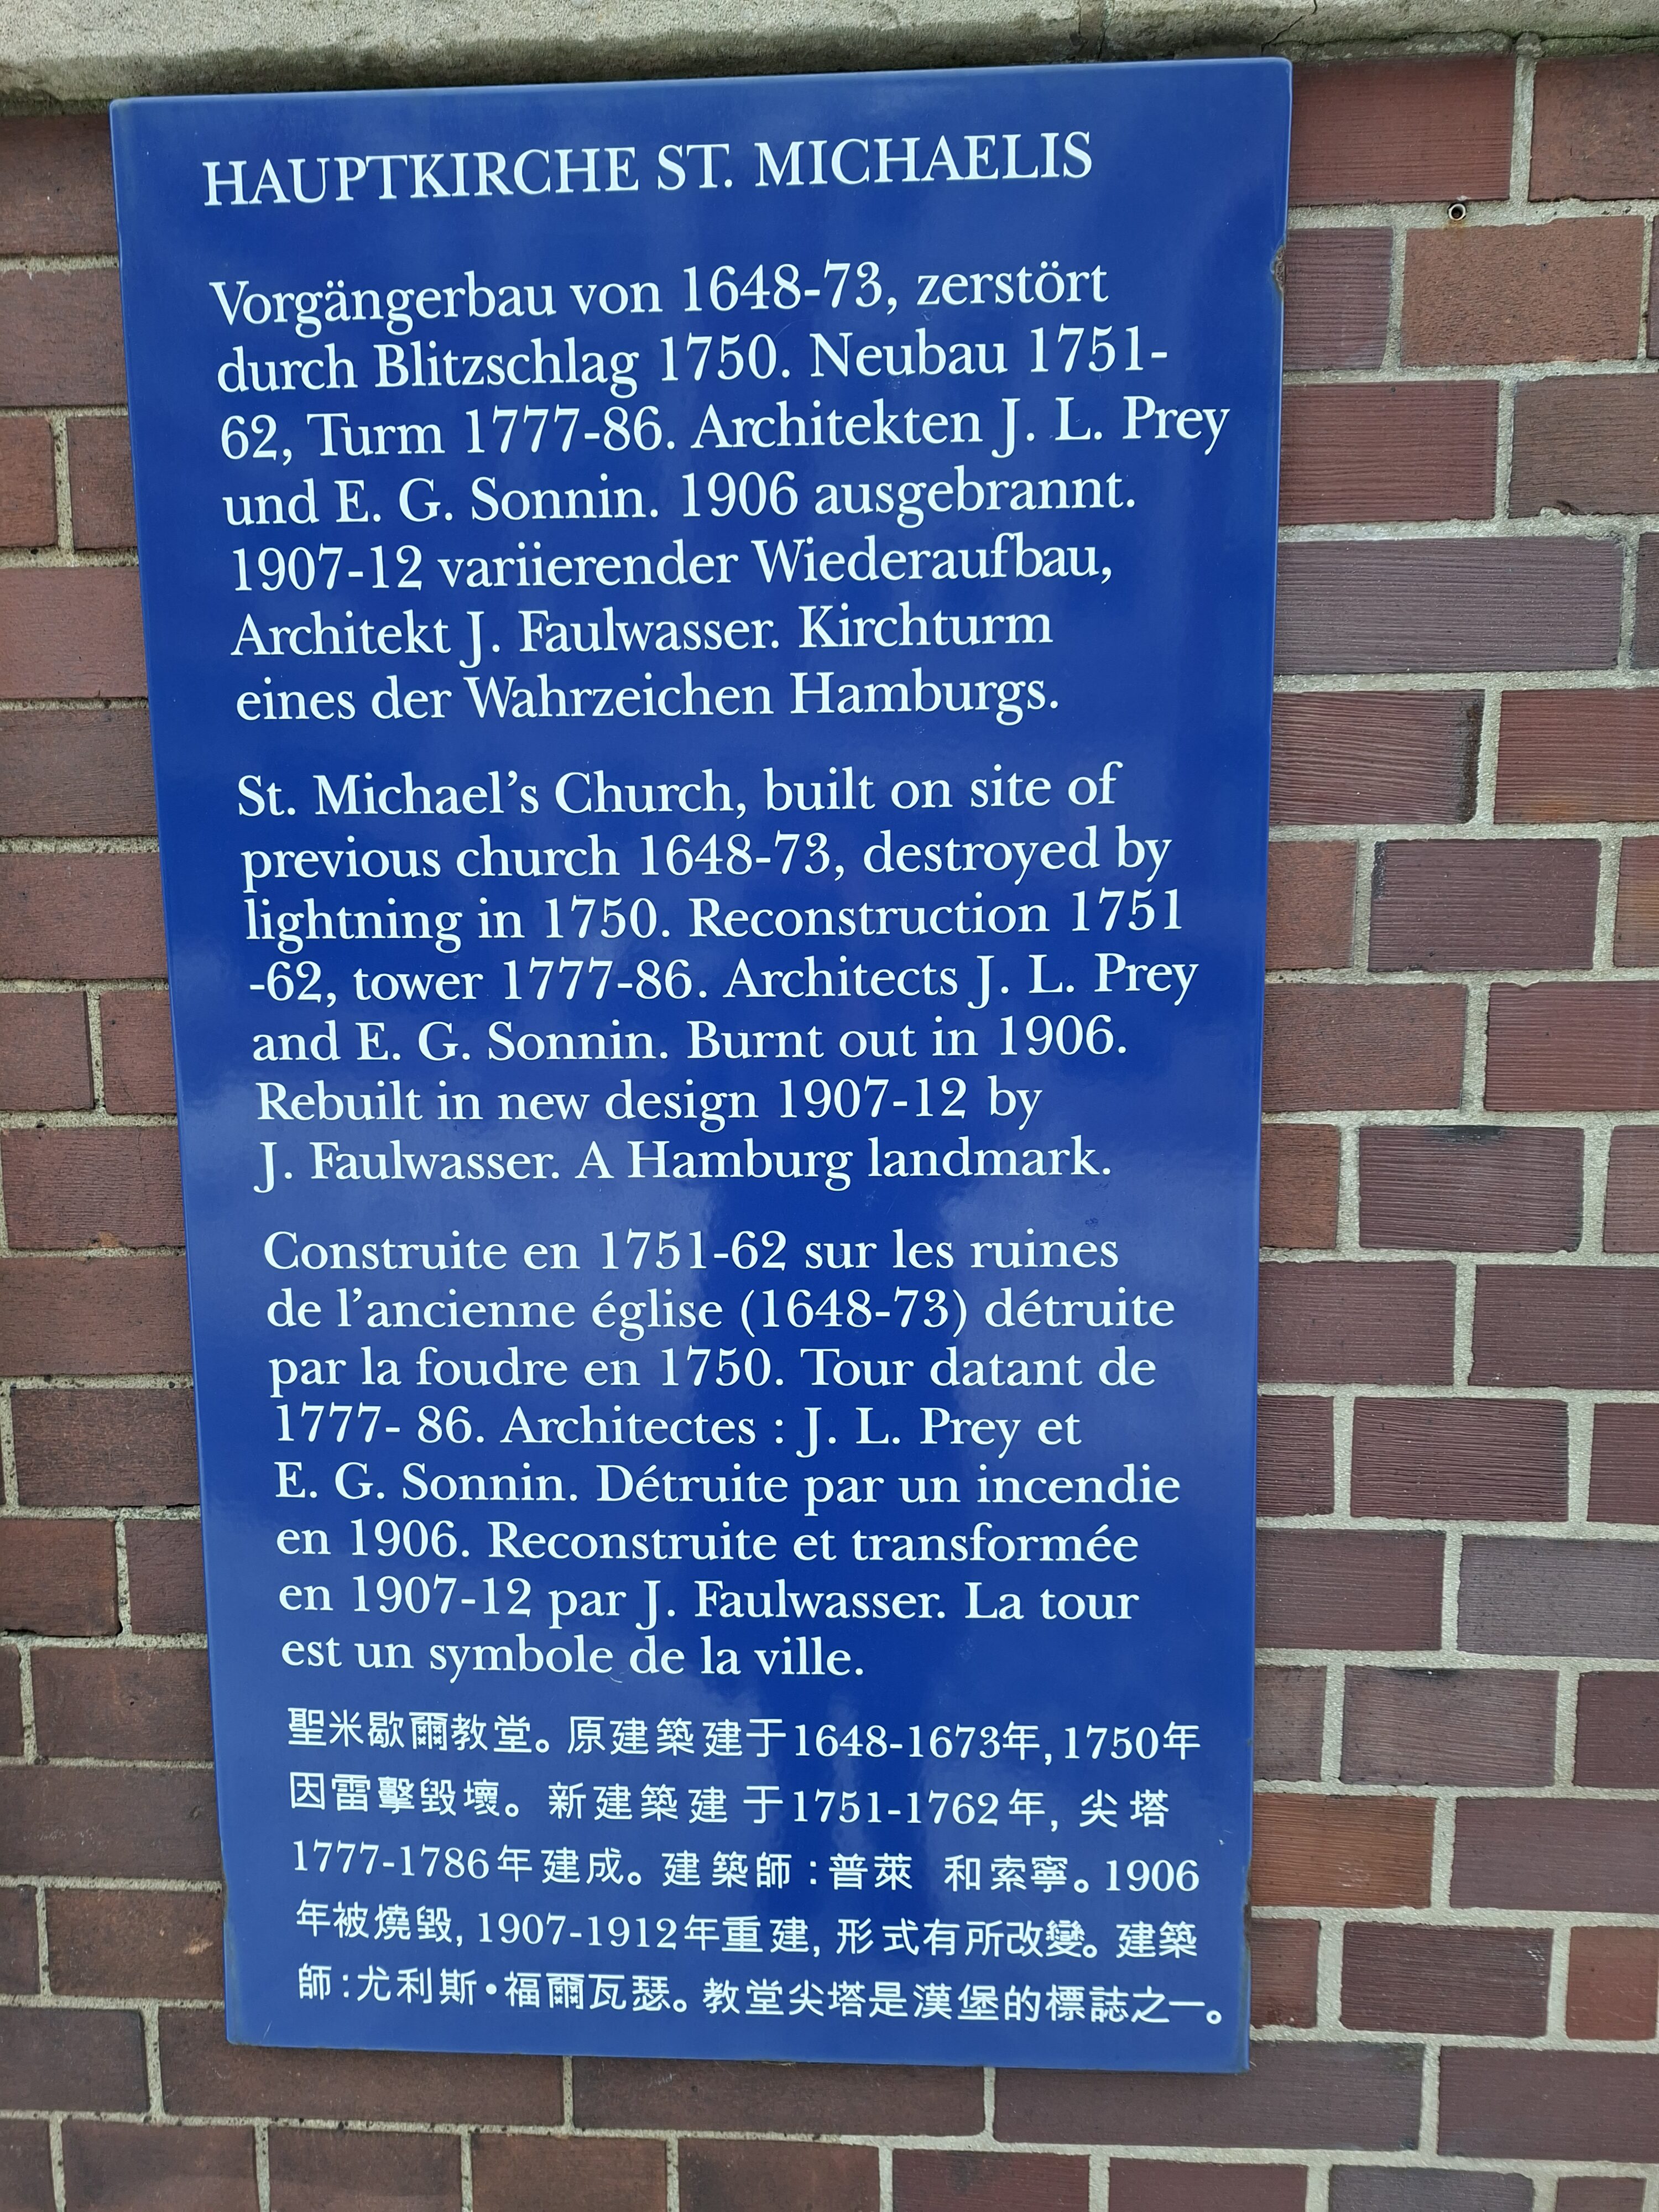 HAUPTKIRCHE ST. MICHAELIS
Vorgängerbau von 1648-73, zerstört
durch Blitzschlag 1750. Neubau 1751-
62, Turm 1777-86. Architekten J. L. Prey
und E. G. Sonnin. 1906 ausgebrannt.
1907-12 variierender Wiederaufbau,
Architekt J. Faulwasser. Kirchturm
eines der Wahrzeichen Hamburgs.
St. Michael’s Church, built on site of
previous church 1648-73, destroyed by
lightning in 1750. Reconstruction 1751
-62, tower 1777-86. Architects J. L. Prey
and E. G. Sonnin. Burnt out in 1906.
Rebuilt in new design 1907-12 by
J. Faulwasser. A Hamburg landmark.
Construite en 1751-62 sur les ruines
de l’ancienne église (1648-73) détruite
par la foudre en 1750. Tour datant de
1777- 86. Architectes : J. L. Prey et
E. G. Sonnin. Détruite par un incendie
en 1906. Reconstruite et transformée
en 1907-12 par J. Faulwasser. La tour
est un symbole de la ville.
聖米歇爾教堂。原建築建于1648-1673年,1750年
因雷擊毀壞。新建築建于1751-1762年,尖塔
1777-1786年建成。建築師:普萊 和索寧。1906
年被燒毀,1907-1912年重建,形式有所改變。建築
師:尤利斯•福爾瓦瑟。教堂尖塔是漢堡的標誌之一。